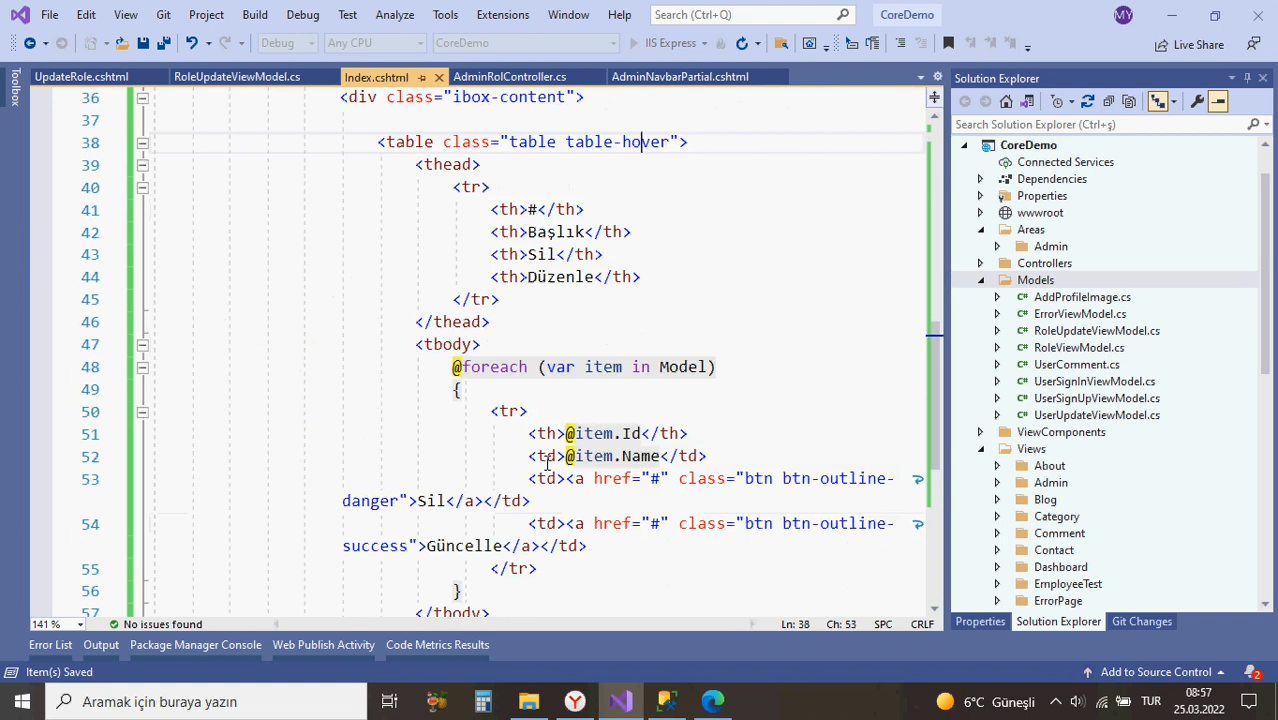 File Edit View Git Project Build Debug Test Analyze Tools Extensions Window Help Search (Ctrl+Q) CoreDemo MY
Debug Any CPU CoreDemo IIS Express Live Share
UpdateRole.cshtml RoleUpdateViewModel.cs Index.cshtml AdminRolController.cs AdminNavbarPartial.cshtml
Toolbox
36 <div class="ibox-content">
37
38 <table class="table table-hover">
39 <thead>
40 <tr>
41 <th>#</th>
42 <th>Başlık</th>
43 <th>Sil</th>
44 <th>Düzenle</th>
45 </tr>
46 </thead>
47 <tbody>
48 @foreach (var item in Model)
49 {
50 <tr>
51 <th>@item.Id</th>
52 <td>@item.Name</td>
53 <td><a href="#" class="btn btn-outline-
danger">Sil</a></td>
54 <td><a href="#" class="btn btn-outline-
success">Güncelle</a></td>
55 </tr>
56 }
57 </tbody>
141 % No issues found Ln: 38 Ch: 53 SPC CRLF
Solution Explorer
Search Solution Explorer (Ctrl+ş)
CoreDemo
Connected Services
Dependencies
Properties
wwwroot
Areas
Admin
Controllers
Models
C# AddProfileImage.cs
C# ErrorViewModel.cs
C# RoleUpdateViewModel.cs
C# RoleViewModel.cs
C# UserComment.cs
C# UserSignInViewModel.cs
C# UserSignUpViewModel.cs
C# UserUpdateViewModel.cs
ViewComponents
Views
About
Admin
Blog
Category
Comment
Contact
Dashboard
EmployeeTest
ErrorPage
Properties Solution Explorer Git Changes
Error List Output Package Manager Console Web Publish Activity Code Metrics Results
Item(s) Saved Add to Source Control 2
Aramak için buraya yazın 6°C Güneşli TUR 08:57
25.03.2022